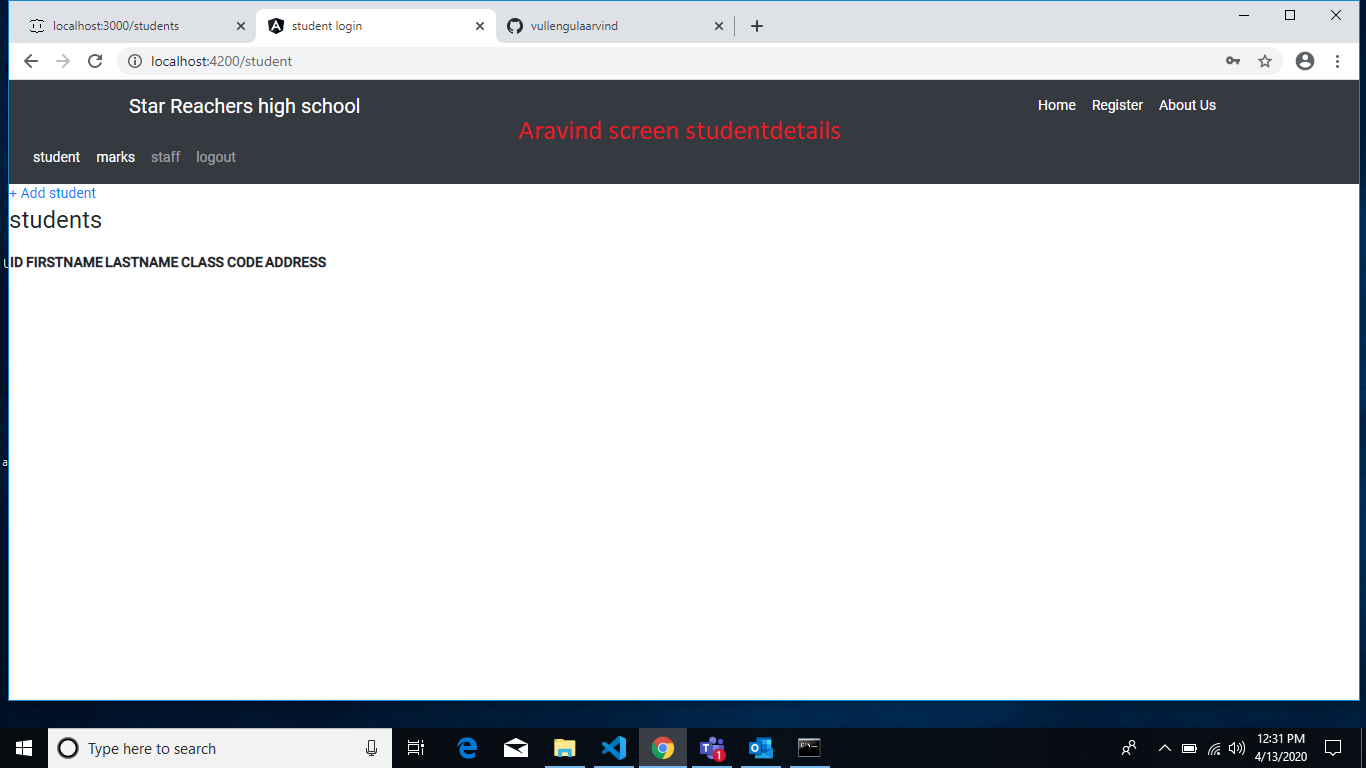 localhost:3000/students
student login
vullengulaarvind
localhost:4200/student
Star Reachers high school
Home Register About Us
Aravind screen studentdetails
student marks staff logout
+ Add student
students
ID FIRSTNAME LASTNAME CLASS CODE ADDRESS
a
Type here to search
1
12:31 PM
4/13/2020